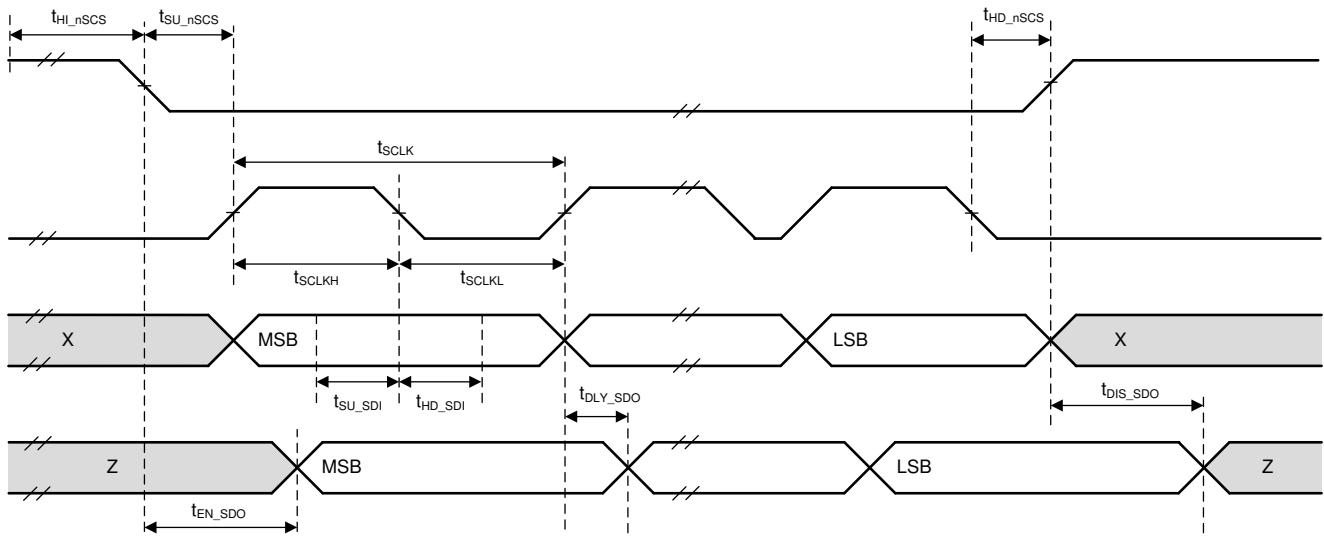 tHI_nSCS tSU_nSCS tHD_nSCS
tSCLK
tSCLKH tSCLKL
X MSB LSB X
tSU_SDI tHD_SDI tDLY_SDO tDIS_SDO
Z MSB LSB Z
tEN_SDO